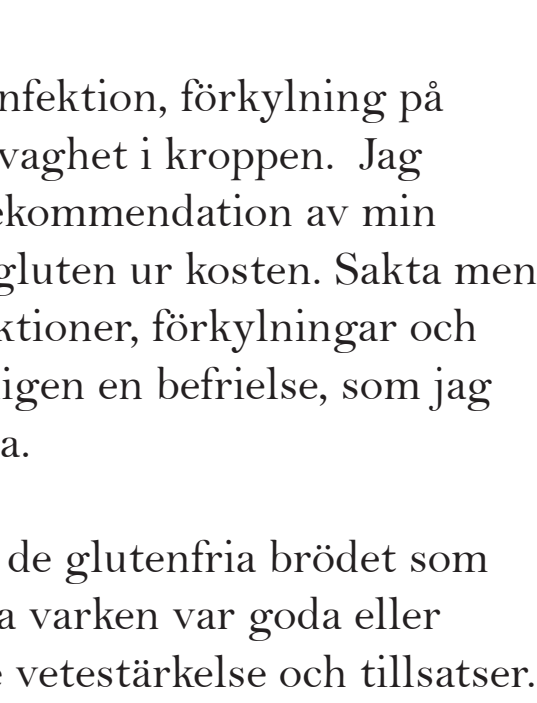 nfektion, förkylning på
vaghet i kroppen.  Jag
ekommendation av min
gluten ur kosten. Sakta men
ktioner, förkylningar och
igen en befrielse, som jag
a.
de glutenfria brödet som
a varken var goda eller
e vetestärkelse och tillsatser.